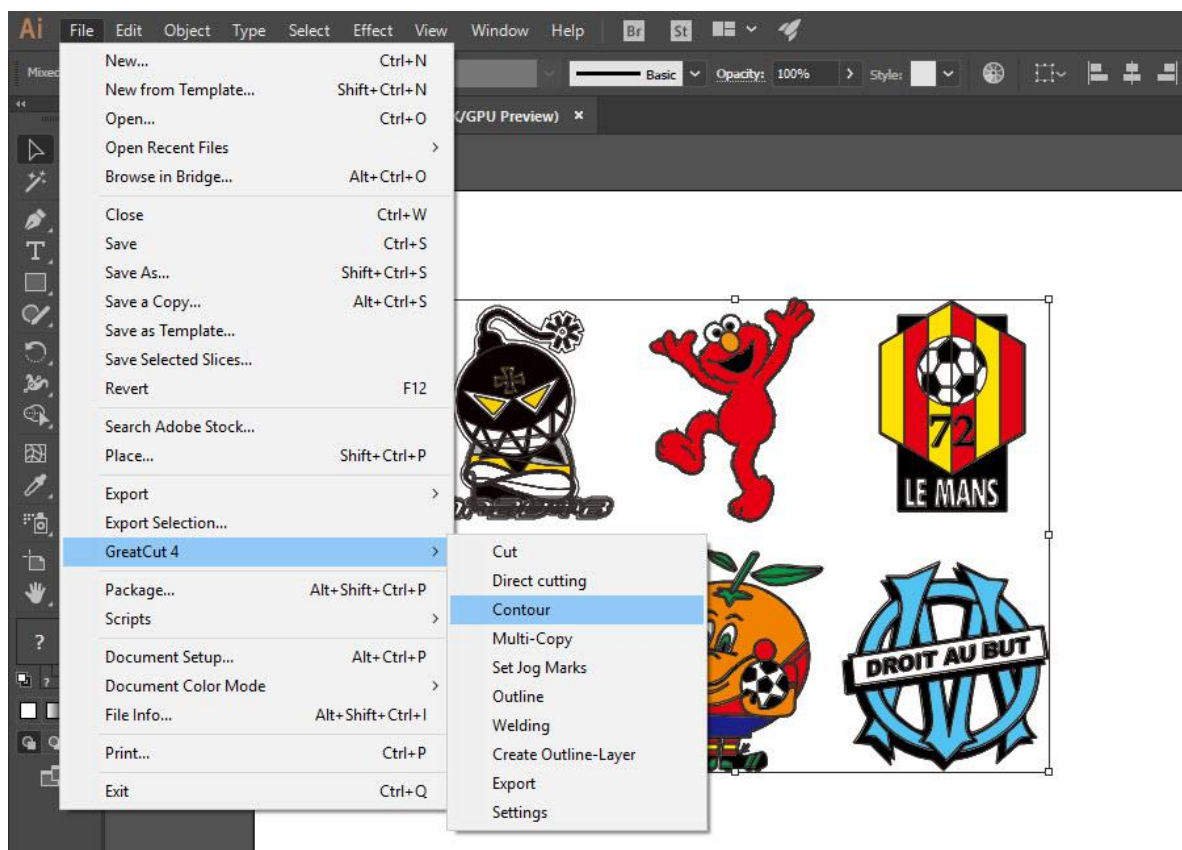 Ai File Edit Object Type Select Effect View Window Help Br St
Mixed Basic Opacity: 100% Style:
/GPU Preview) ×
New... Ctrl+N
New from Template... Shift+Ctrl+N
Open... Ctrl+O
Open Recent Files
Browse in Bridge... Alt+Ctrl+O
Close Ctrl+W
Save Ctrl+S
Save As... Shift+Ctrl+S
Save a Copy... Alt+Ctrl+S
Save as Template...
Save Selected Slices...
Revert F12
Search Adobe Stock...
Place... Shift+Ctrl+P
Export
Export Selection...
GreatCut 4
Package... Alt+Shift+Ctrl+P
Scripts
Document Setup... Alt+Ctrl+P
Document Color Mode
File Info... Alt+Shift+Ctrl+I
Print... Ctrl+P
Exit Ctrl+Q
Cut
Direct cutting
Contour
Multi-Copy
Set Jog Marks
Outline
Welding
Create Outline-Layer
Export
Settings
72
LE MANS
DROIT AU BUT